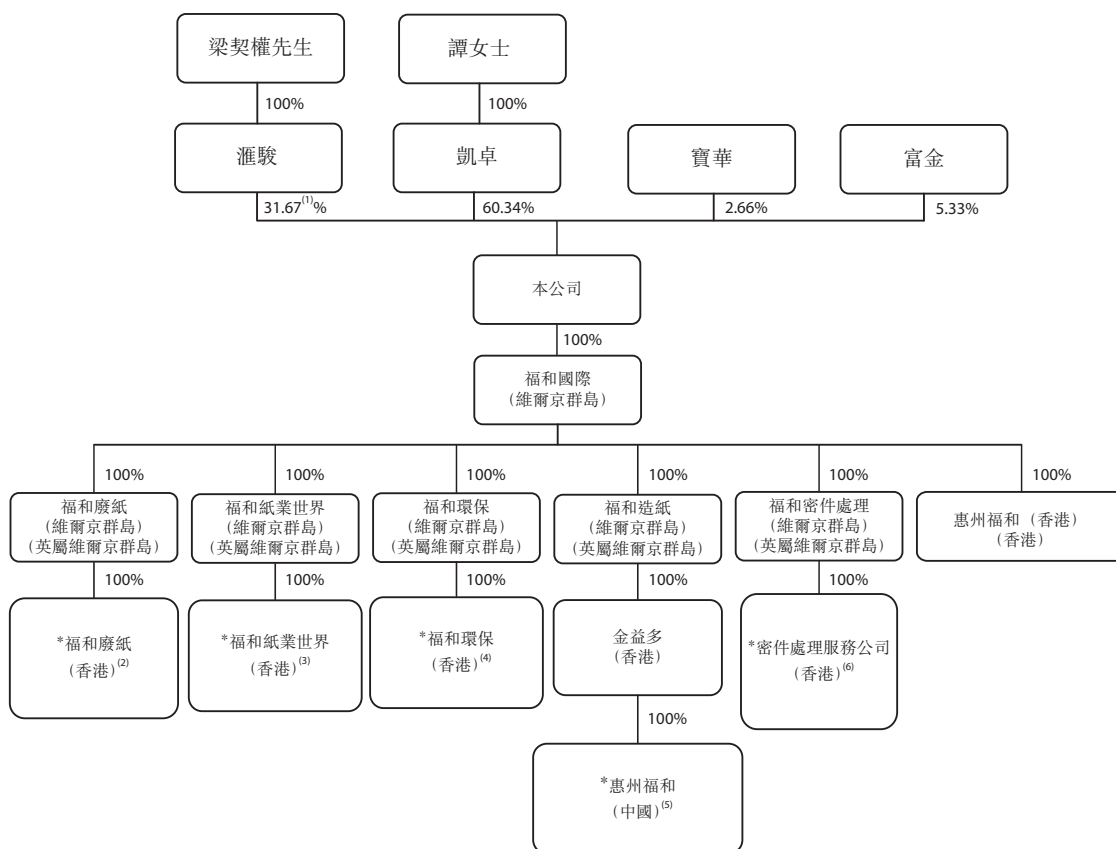 梁契權先生
譚女士
100%
100%
滙駿
凱卓
寶華
富金
31.67(1)%
60.34%
2.66%
5.33%
本公司
100%
福和國際
(維爾京群島)
100%
100%
100%
100%
100%
100%
福和廢紙
(維爾京群島)
(英屬維爾京群島)
福和紙業世界
(維爾京群島)
(英屬維爾京群島)
福和環保
(維爾京群島)
(英屬維爾京群島)
福和造紙
(維爾京群島)
(英屬維爾京群島)
福和密件處理
(維爾京群島)
(英屬維爾京群島)
惠州福和(香港)
(香港)
100%
100%
100%
100%
100%
*福和廢紙
(香港)(2)
*福和紙業世界
(香港)(3)
*福和環保
(香港)(4)
金益多
(香港)
*密件處理服務公司
(香港)(6)
100%
*惠州福和
(中國)(5)